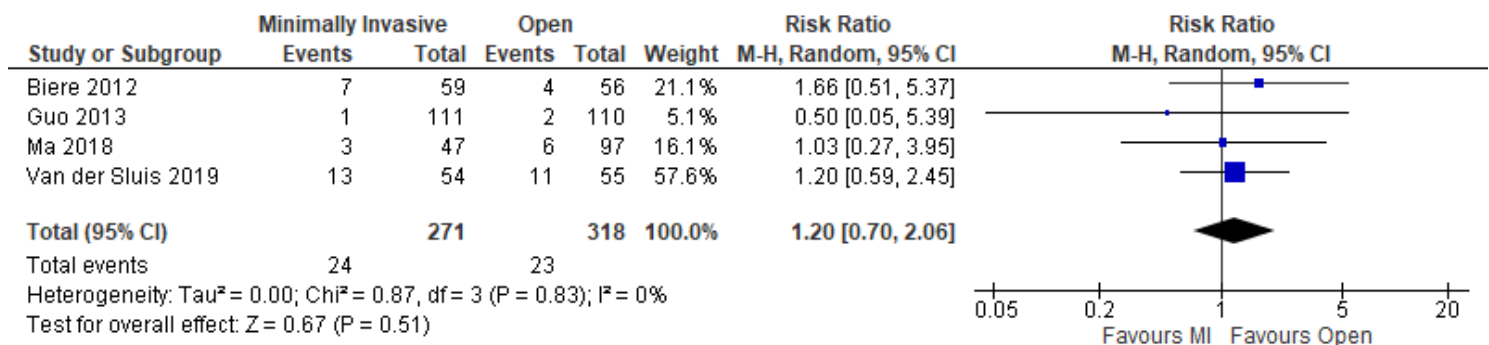 Minimally Invasive Open Risk Ratio Risk Ratio
Study or Subgroup Events Total Events Total Weight M-H, Random, 95% CI M-H, Random, 95% CI
Biere 2012 7 59 4 56 21.1% 1.66 [0.51, 5.37]
Guo 2013 1 111 2 110 5.1% 0.50 [0.05, 5.39]
Ma 2018 3 47 6 97 16.1% 1.03 [0.27, 3.95]
Van der Sluis 2019 13 54 11 55 57.6% 1.20 [0.59, 2.45]
Total (95% CI) 271 318 100.0% 1.20 [0.70, 2.06]
Total events 24 23
Heterogeneity: Tau² = 0.00; Chi² = 0.87, df = 3 (P = 0.83); I² = 0%
Test for overall effect: Z = 0.67 (P = 0.51)
0.05 0.2 1 5 20
Favours MI Favours Open